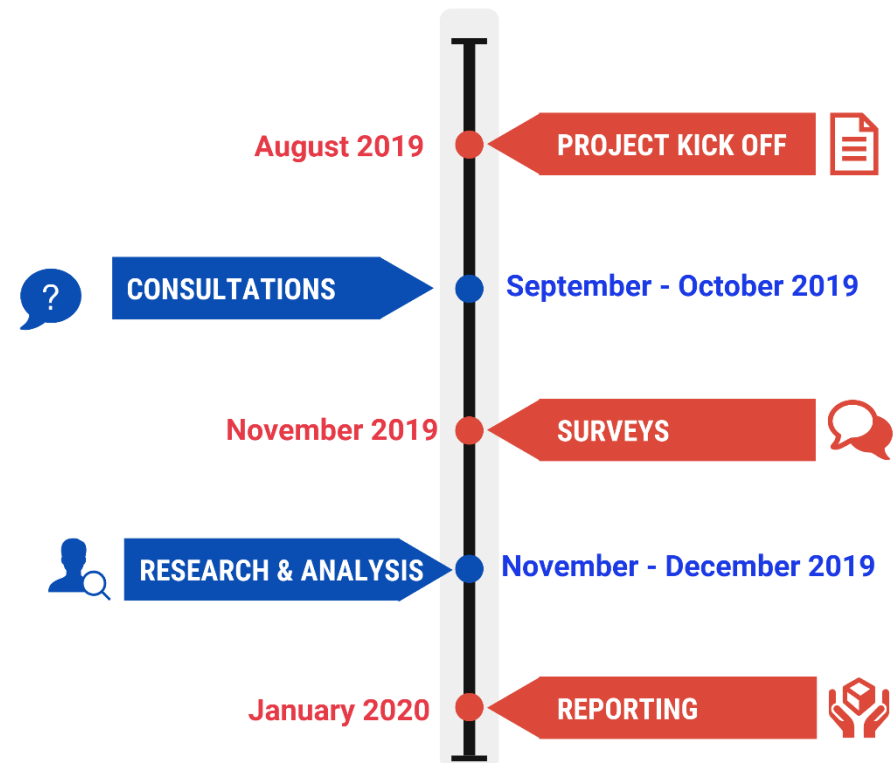 August 2019
PROJECT KICK OFF
?
CONSULTATIONS
September - October 2019
November 2019
SURVEYS
RESEARCH & ANALYSIS
November - December 2019
January 2020
REPORTING